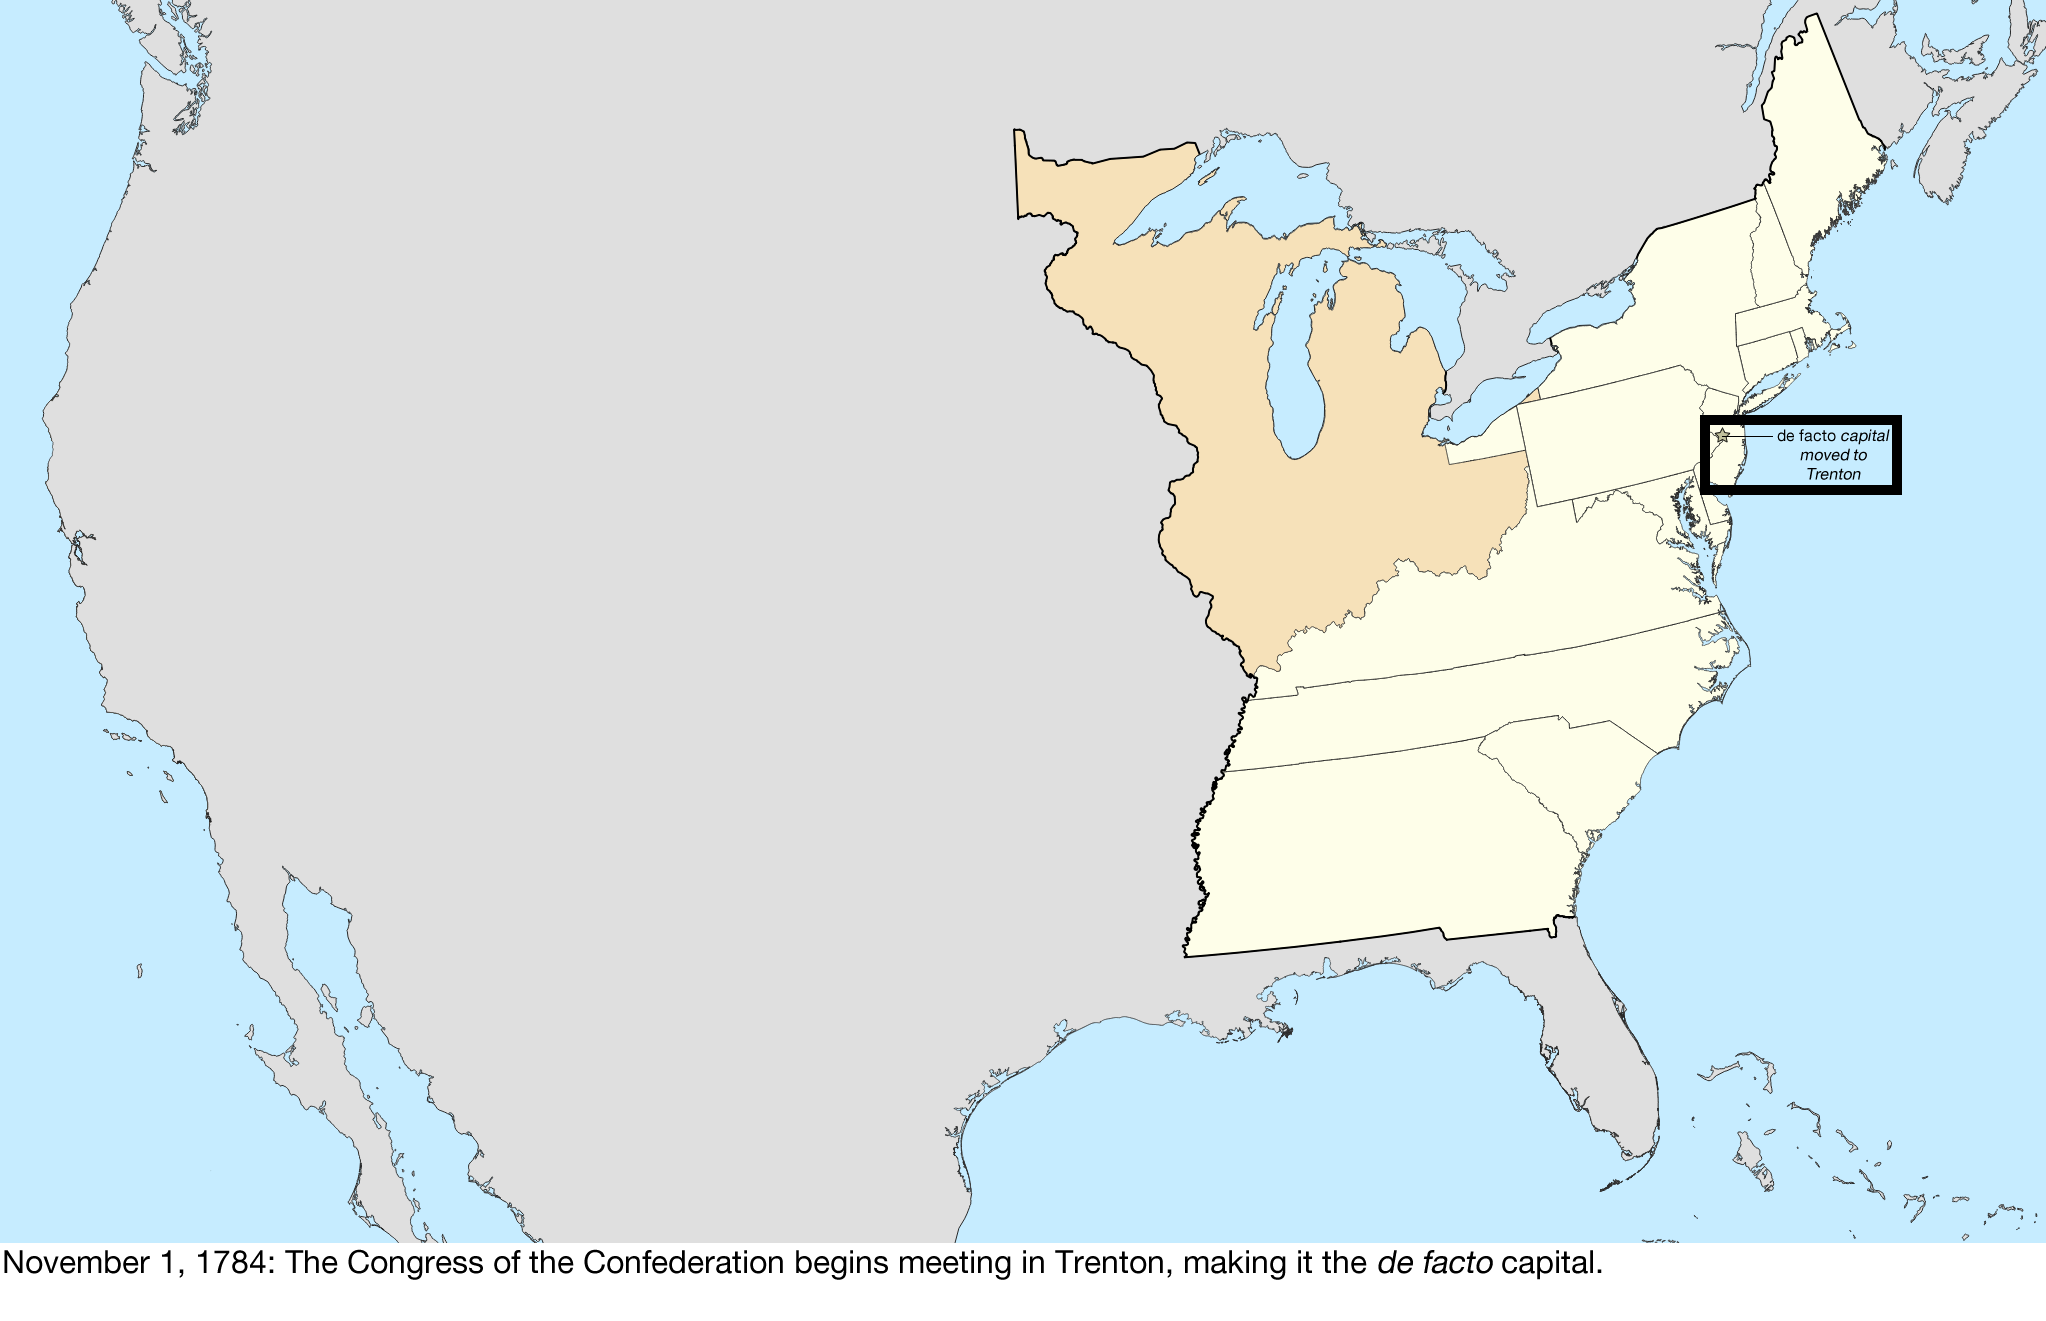 de facto capital
moved to
Trenton
November 1, 1784: The Congress of the Confederation begins meeting in Trenton, making it the de facto capital.